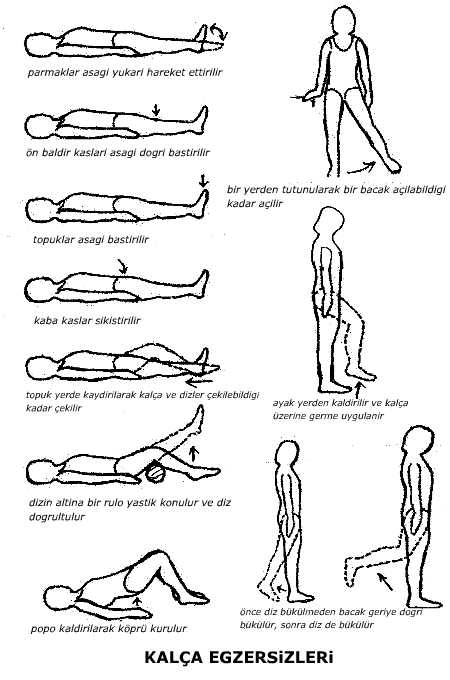 parmaklar asagi yukari hareket ettirilir
ön baldir kaslari asagi dogri bastirilir
topuklar asagi bastirilir
kaba kaslar sikistirilir
topuk yerde kaydirilarak kalça ve dizler çekilebildigi
kadar çekilir
dizin altina bir rulo yastik konulur ve diz
dogrultulur
popo kaldirilarak köprü kurulur
bir yerden tutunularak bir bacak açilabildigi
kadar açilir
ayak yerden kaldirilir ve kalça
üzerine germe uygulanir
önce diz bükülmeden bacak geriye dogri
bükülür, sonra diz de bükülür
KALÇA EGZERSiZLERi